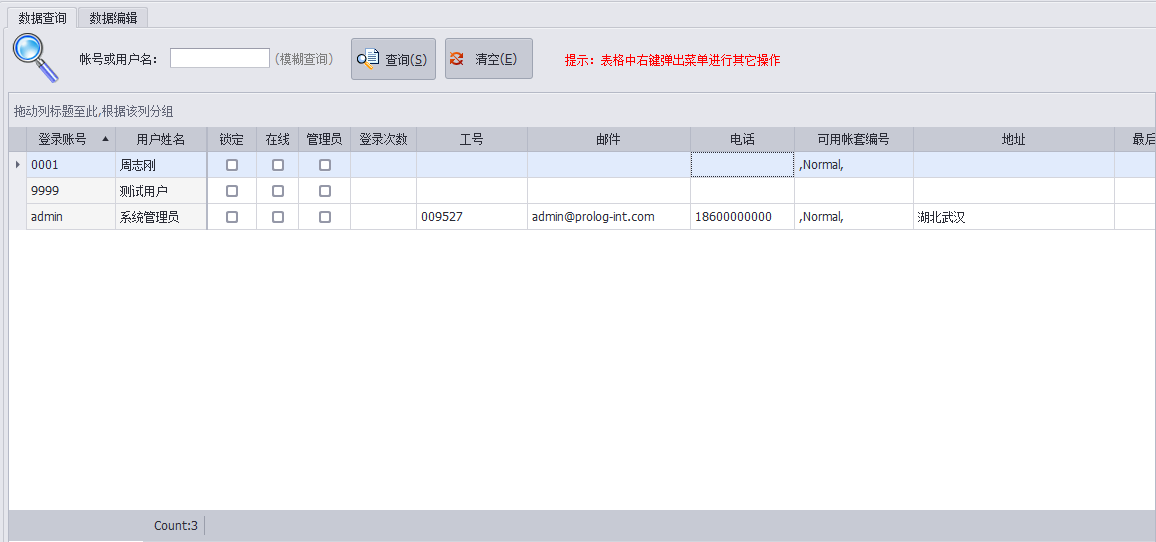 数据查询 数据编辑
帐号或用户名： (模糊查询) 查询(S) 清空(E) 提示：表格中右键弹出菜单进行其它操作
拖动列标题至此,根据该列分组
登录账号 用户姓名 锁定 在线 管理员 登录次数 工号 邮件 电话 可用帐套编号 地址 最后
0001 周志刚 ,Normal,
9999 测试用户
admin 系统管理员 009527 admin@prolog-int.com 18600000000 ,Normal, 湖北武汉
Count:3